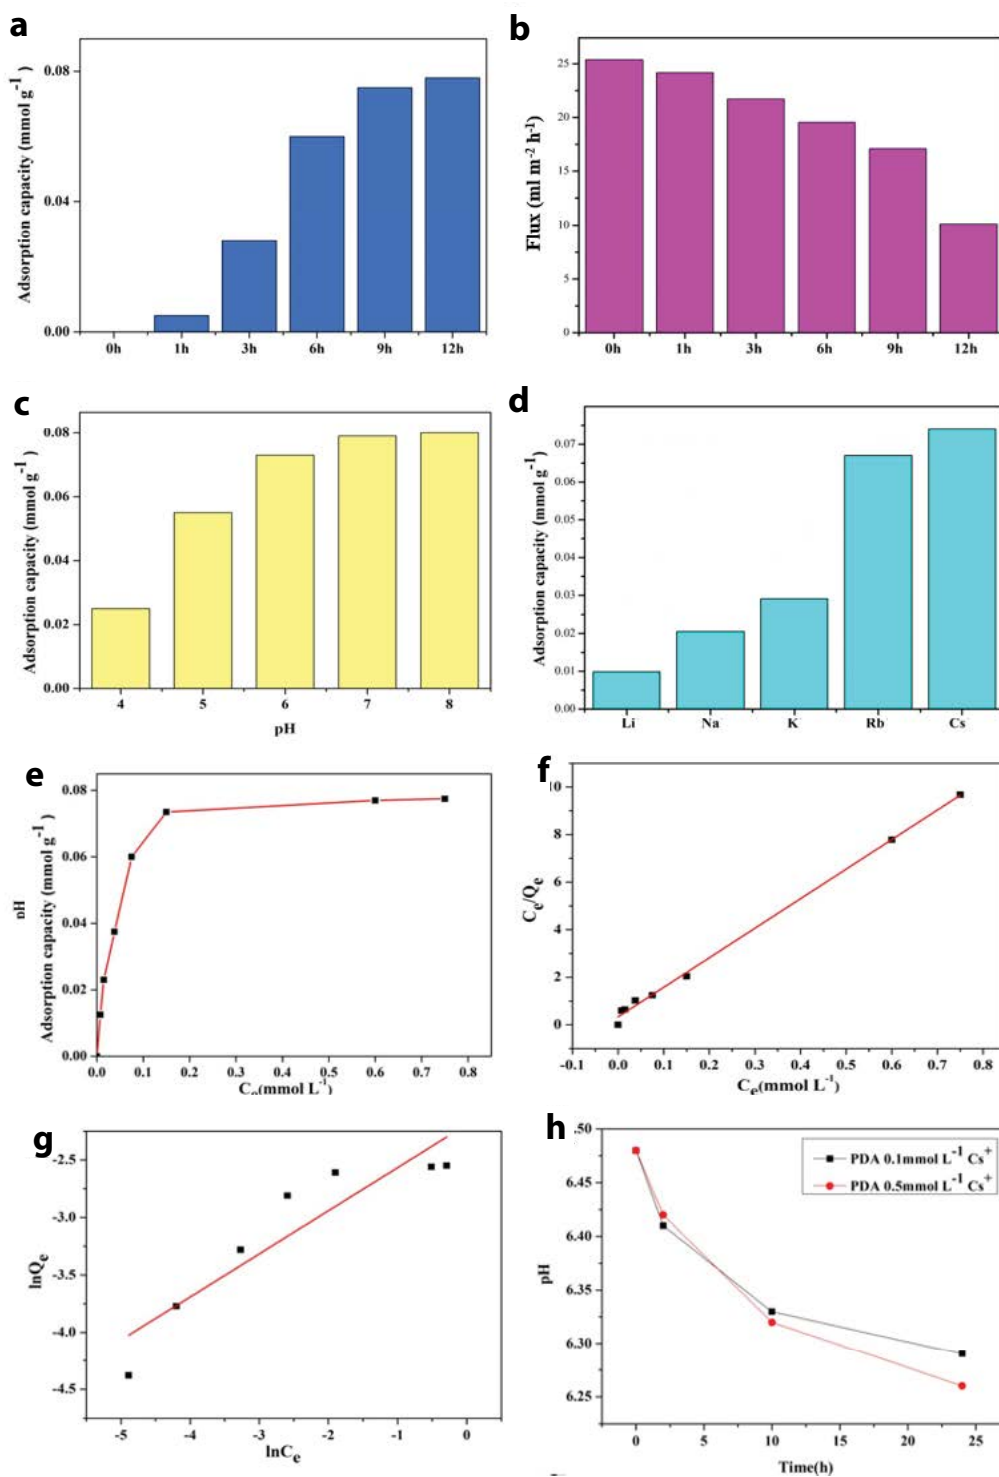 a
Adsorption capacity (mmol g-1)
0.08
0.04
0.00
0h 1h 3h 6h 9h 12h
b
Flux (ml m-2 h-1)
25
20
15
10
5
0
0h 1h 3h 6h 9h 12h
c
Adsorption capacity (mmol g-1)
0.08
0.06
0.04
0.02
0.00
4 5 6 7 8
pH
d
Adsorption capacity (mmol g-1)
0.07
0.06
0.05
0.04
0.03
0.02
0.01
0.00
Li Na K Rb Cs
e
pH
Adsorption capacity (mmol g-1)
0.08
0.06
0.04
0.02
0.00
0.0 0.1 0.2 0.3 0.4 0.5 0.6 0.7 0.8
Ce(mmol L-1)
f
Ce/Qe
10
8
6
4
2
0
-0.1 0.0 0.1 0.2 0.3 0.4 0.5 0.6 0.7 0.8
Ce(mmol L-1)
g
lnQe
-2.5
-3.0
-3.5
-4.0
-4.5
-5 -4 -3 -2 -1 0
lnCe
h
pH
.50
6.45
6.40
6.35
6.30
6.25
PDA 0.1mmol L-1 Cs+
PDA 0.5mmol L-1 Cs+
0 5 10 15 20 25
Time(h)